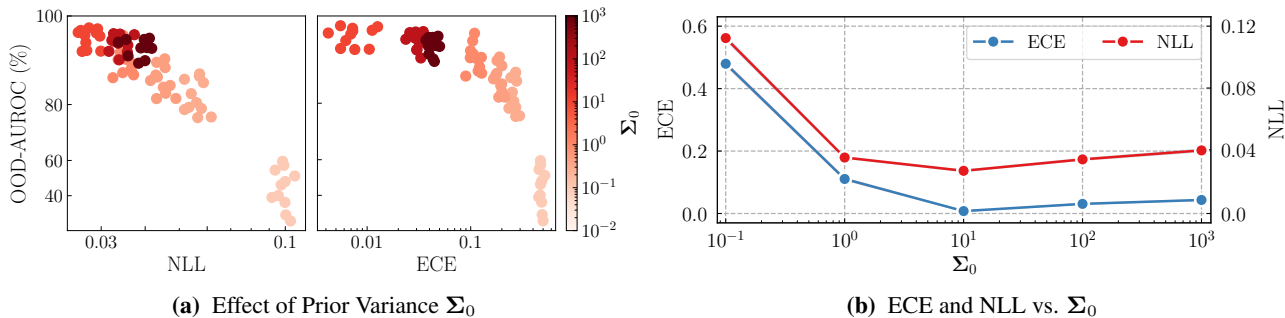 OOD-AUROC (%)
100
80
60
40
0.03
0.1
NLL
0.01
0.1
ECE
10³
10²
10¹
10⁰
10⁻¹
10⁻²
Σ₀
(a) Effect of Prior Variance Σ₀
ECE
0.6
0.4
0.2
0.0
ECE
NLL
0.12
0.08
0.04
0.00
NLL
10⁻¹
10⁰
10¹
10²
10³
Σ₀
(b) ECE and NLL vs. Σ₀